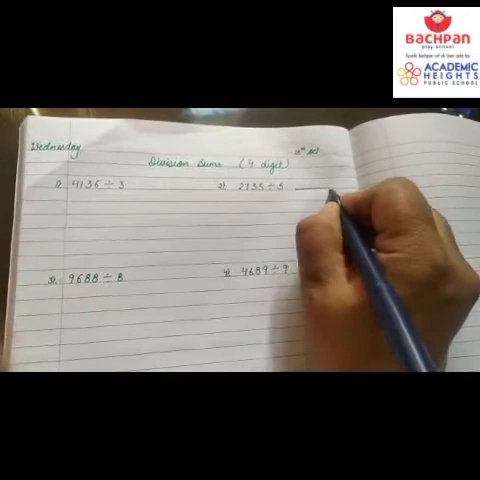 BACHPAN
play school
ACADEMIC
HEIGHTS
PUBLIC SCHOOL
Wednesday
Division Sums (4 digit)
1) 4136 ÷ 3
2) 2735 ÷ 5
3) 9688 ÷ 8
4) 4689 ÷ 9